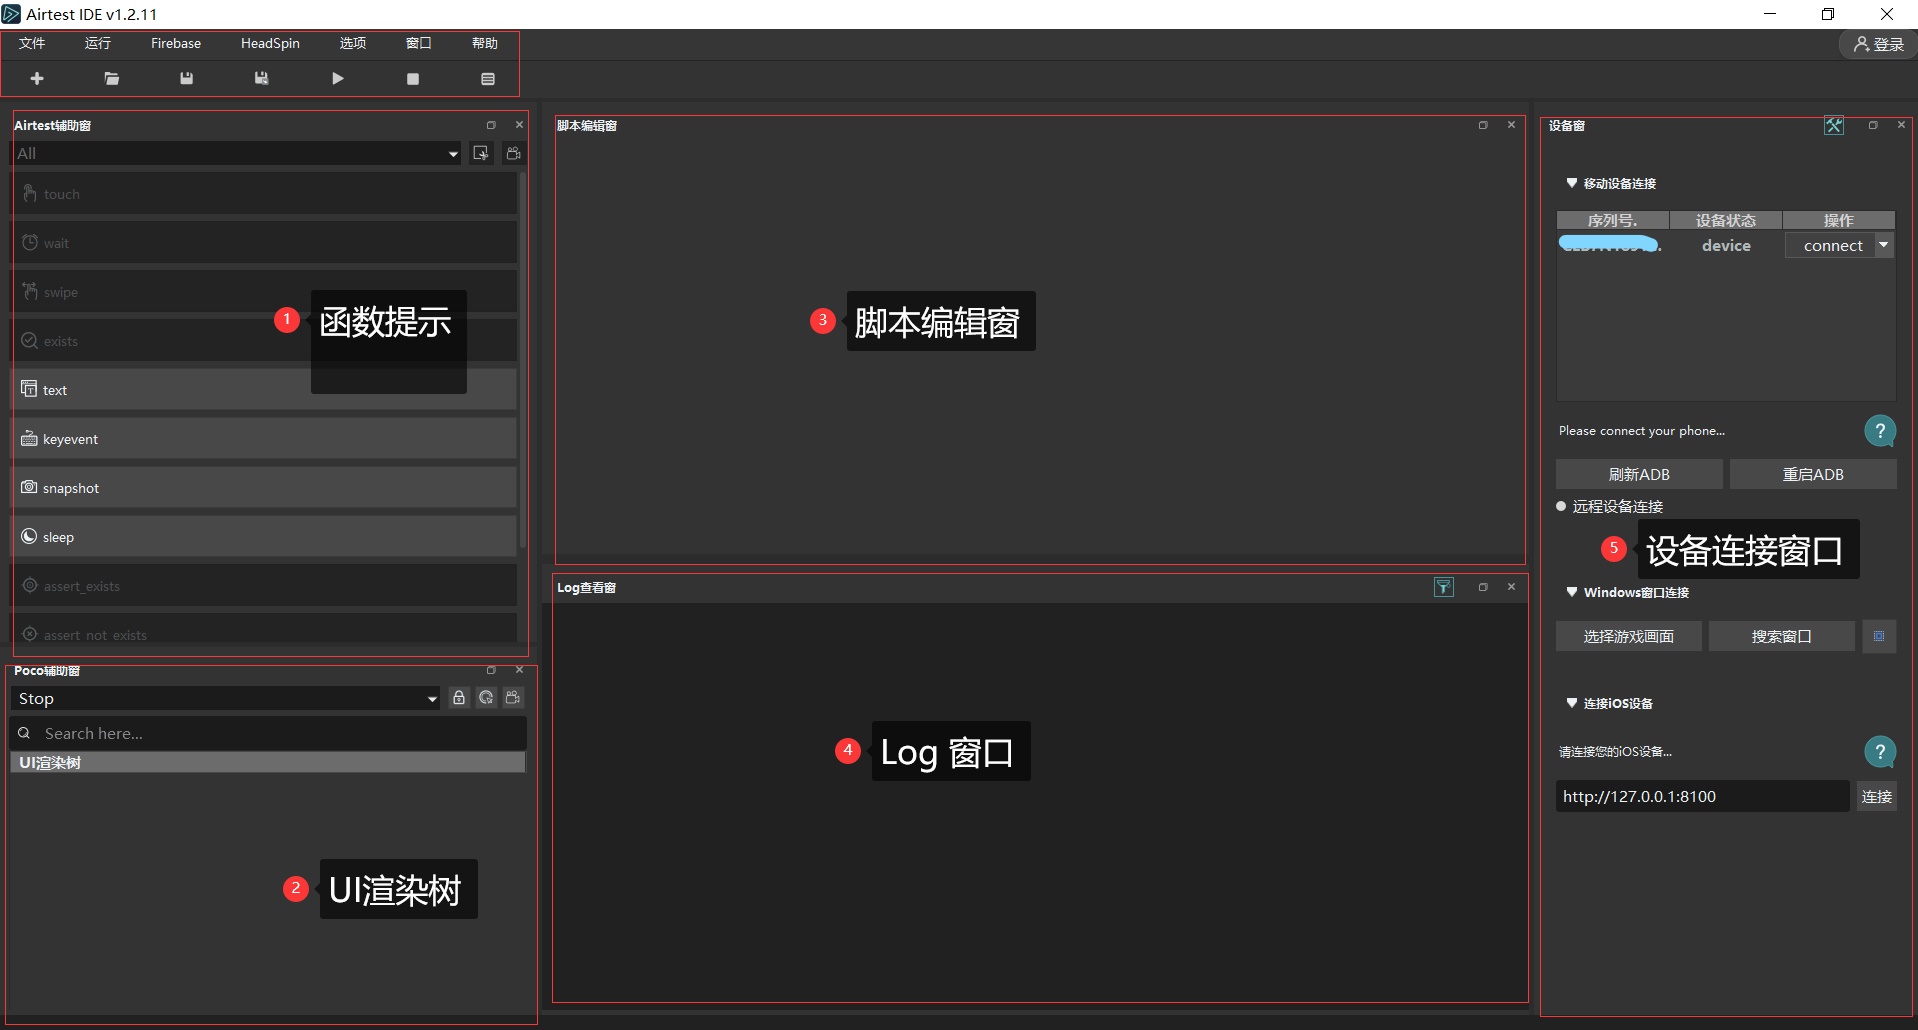 Airtest IDE v1.2.11
文件 运行 Firebase HeadSpin 选项 窗口 帮助
登录
Airtest辅助窗
All
touch
wait
swipe
exists
text
keyevent
snapshot
sleep
assert_exists
assert_not_exists
1 函数提示
Poco辅助窗
Stop
Search here...
UI渲染树
2 UI渲染树
脚本编辑窗
3 脚本编辑窗
Log查看窗
4 Log 窗口
设备窗
移动设备连接
序列号. 设备状态 操作
device connect
Please connect your phone...
?
刷新ADB 重启ADB
远程设备连接
5 设备连接窗口
Windows窗口连接
选择游戏画面 搜索窗口
连接iOS设备
请连接您的iOS设备...
?
http://127.0.0.1:8100 连接